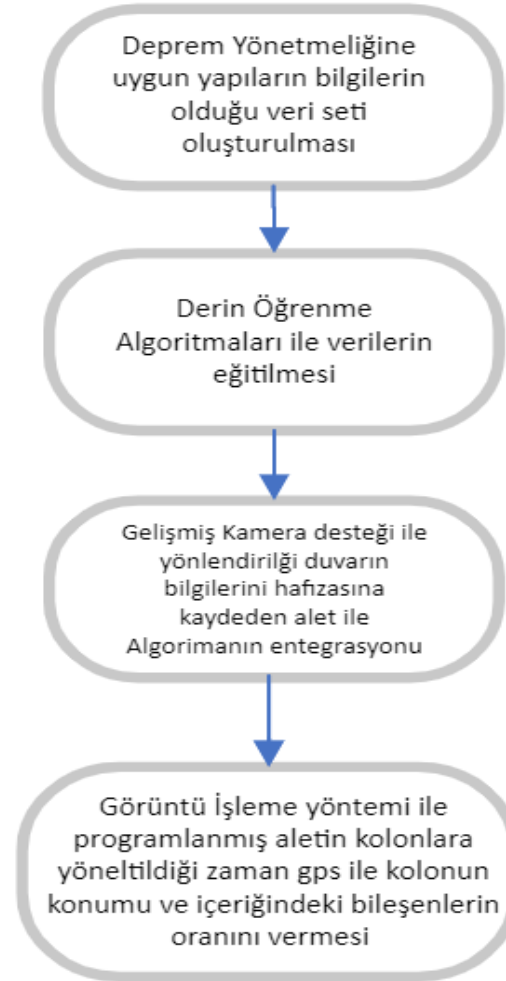 Deprem Yönetmeliğine
uygun yapıların bilgilerin
olduğu veri seti
oluşturulması
Derin Öğrenme
Algoritmaları ile verilerin
eğitilmesi
Gelişmiş Kamera desteği ile
yönlendirilği duvarın
bilgilerini hafızasına
kaydeden alet ile
Algorimanın entegrasyonu
Görüntü İşleme yöntemi ile
programlanmış aletin kolonlara
yöneltildiği zaman gps ile kolonun
konumu ve içeriğindeki bileşenlerin
oranını vermesi